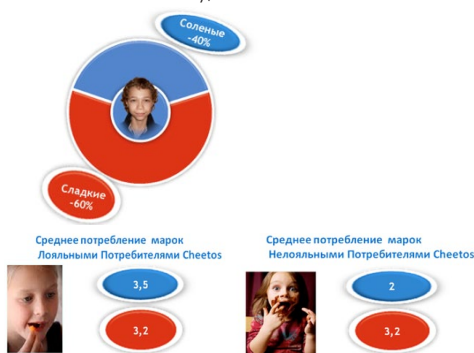 Соленые
-40%
Сладкие
-60%
Среднее потребление марок
Лояльными Потребителями Cheetos
3,5
3,2
Среднее потребление марок
Нелояльными Потребителями Cheetos
2
3,2